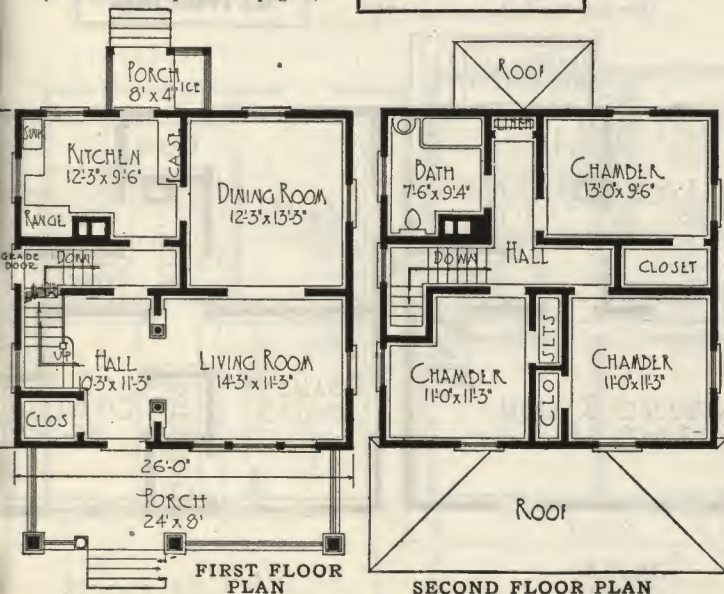 PORCH
8' x 4'
ICE
SINK
KITCHEN
12'-3" x 9'-6"
CASE
RANGE
DINING ROOM
12'-3" x 13'-3"
GRADE
DOOR
DOWN
UP
HALL
10'-3" x 11'-3"
LIVING ROOM
14'-3" x 11'-3"
CLOS
26'-0"
PORCH
24' x 8'
FIRST FLOOR
PLAN
ROOF
LINEN
BATH
7'-6" x 9'-4"
CHAMBER
13'-0" x 9'-6"
DOWN
HALL
CLOSET
CHAMBER
11'-0" x 11'-3"
CLO
CHAMBER
11'-0" x 11'-3"
ROOF
SECOND FLOOR PLAN